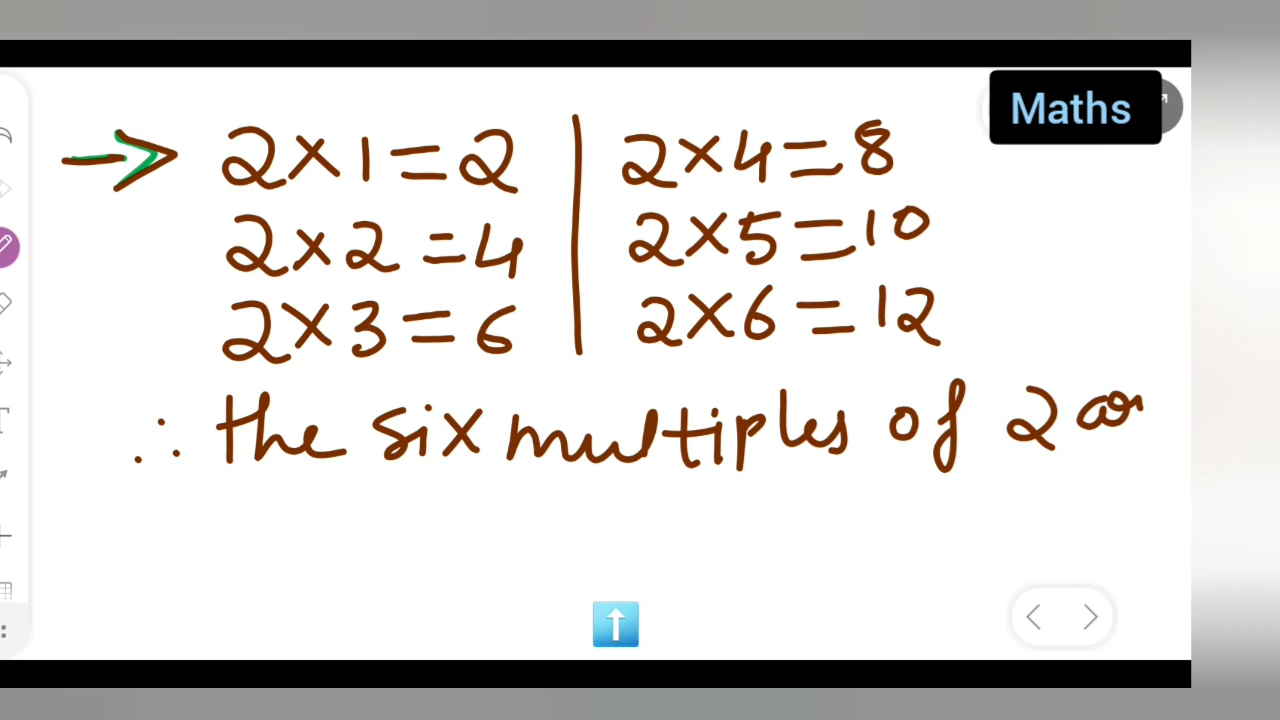 Maths
→ 2×1=2 | 2×4=8
2×2=4 | 2×5=10
2×3=6 | 2×6=12
∴ the six multiples of 2